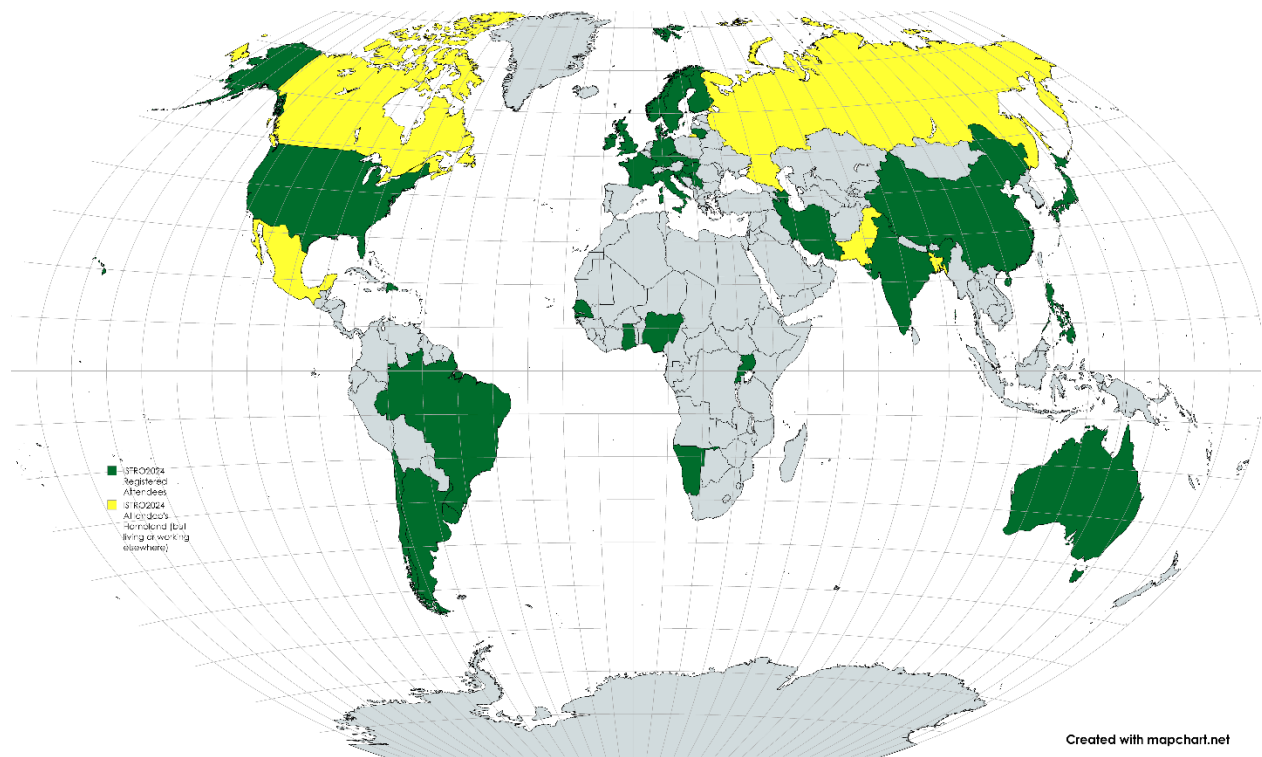 ISTRO2024
Registered
Attendees
ISTRO2024
Attendee's
Homeland (but
living or working
elsewhere)
Created with mapchart.net